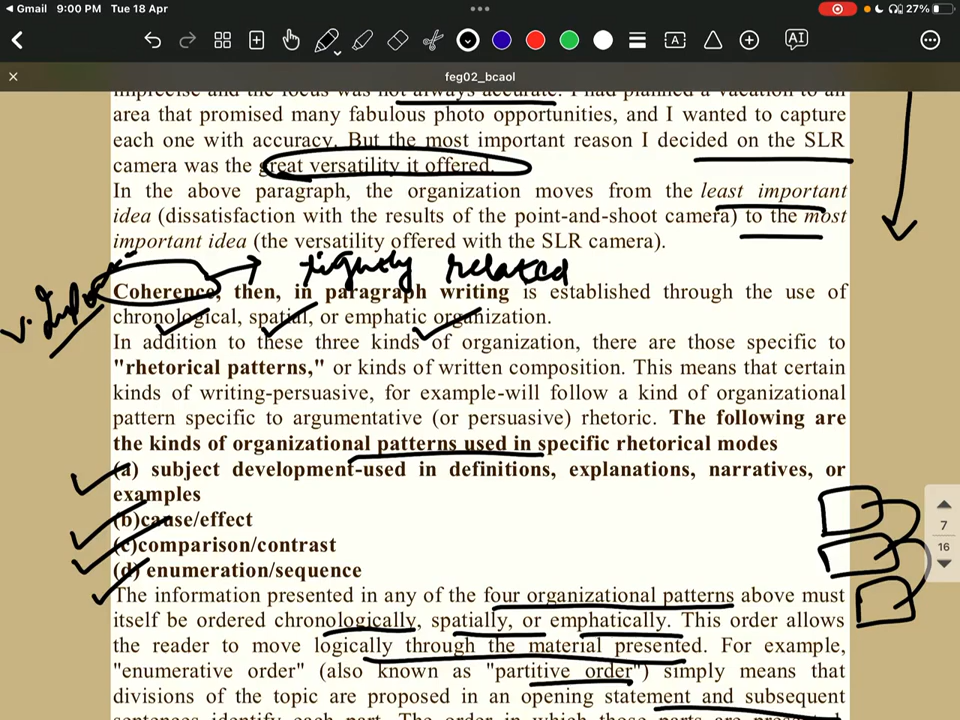 Gmail 9:00 PM Tue 18 Apr 27%
A AI
feg02_bcaol
imprecise and the focus was not always accurate. I had planned a vacation to an
area that promised many fabulous photo opportunities, and I wanted to capture
each one with accuracy. But the most important reason I decided on the SLR
camera was the great versatility it offered.
In the above paragraph, the organization moves from the least important
idea (dissatisfaction with the results of the point-and-shoot camera) to the most
important idea (the versatility offered with the SLR camera).
tightly related
V. Imp
Coherence, then, in paragraph writing is established through the use of
chronological, spatial, or emphatic organization.
In addition to these three kinds of organization, there are those specific to
"rhetorical patterns," or kinds of written composition. This means that certain
kinds of writing-persuasive, for example-will follow a kind of organizational
pattern specific to argumentative (or persuasive) rhetoric. The following are
the kinds of organizational patterns used in specific rhetorical modes
(a) subject development-used in definitions, explanations, narratives, or
examples
(b)cause/effect
(c)comparison/contrast
(d) enumeration/sequence
7
16
The information presented in any of the four organizational patterns above must
itself be ordered chronologically, spatially, or emphatically. This order allows
the reader to move logically through the material presented. For example,
"enumerative order" (also known as "partitive order") simply means that
divisions of the topic are proposed in an opening statement and subsequent